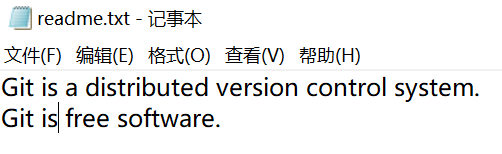 readme.txt - 记事本
文件(F) 编辑(E) 格式(O) 查看(V) 帮助(H)
Git is a distributed version control system.
Git is free software.